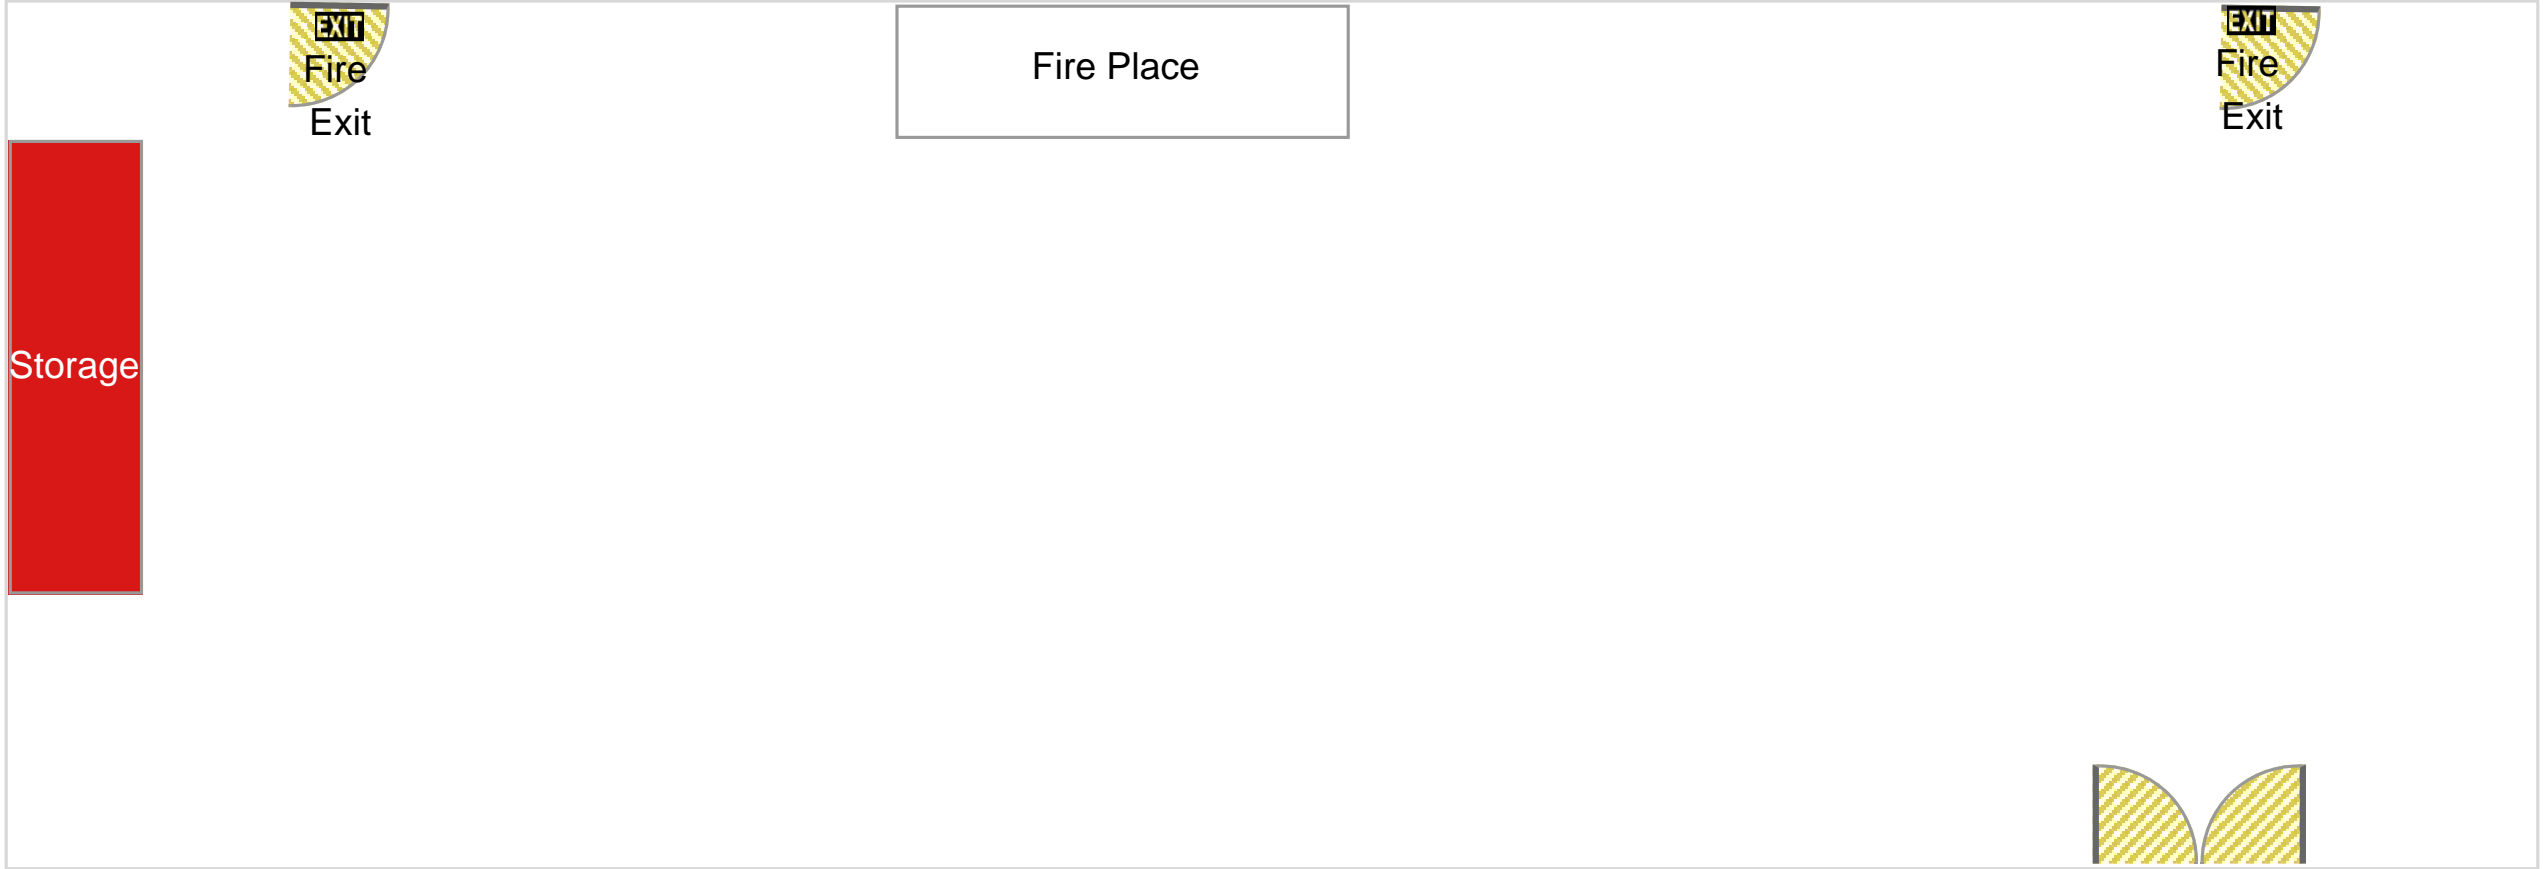 EXIT
Fire
Exit
Fire Place
EXIT
Fire
Exit
Storage